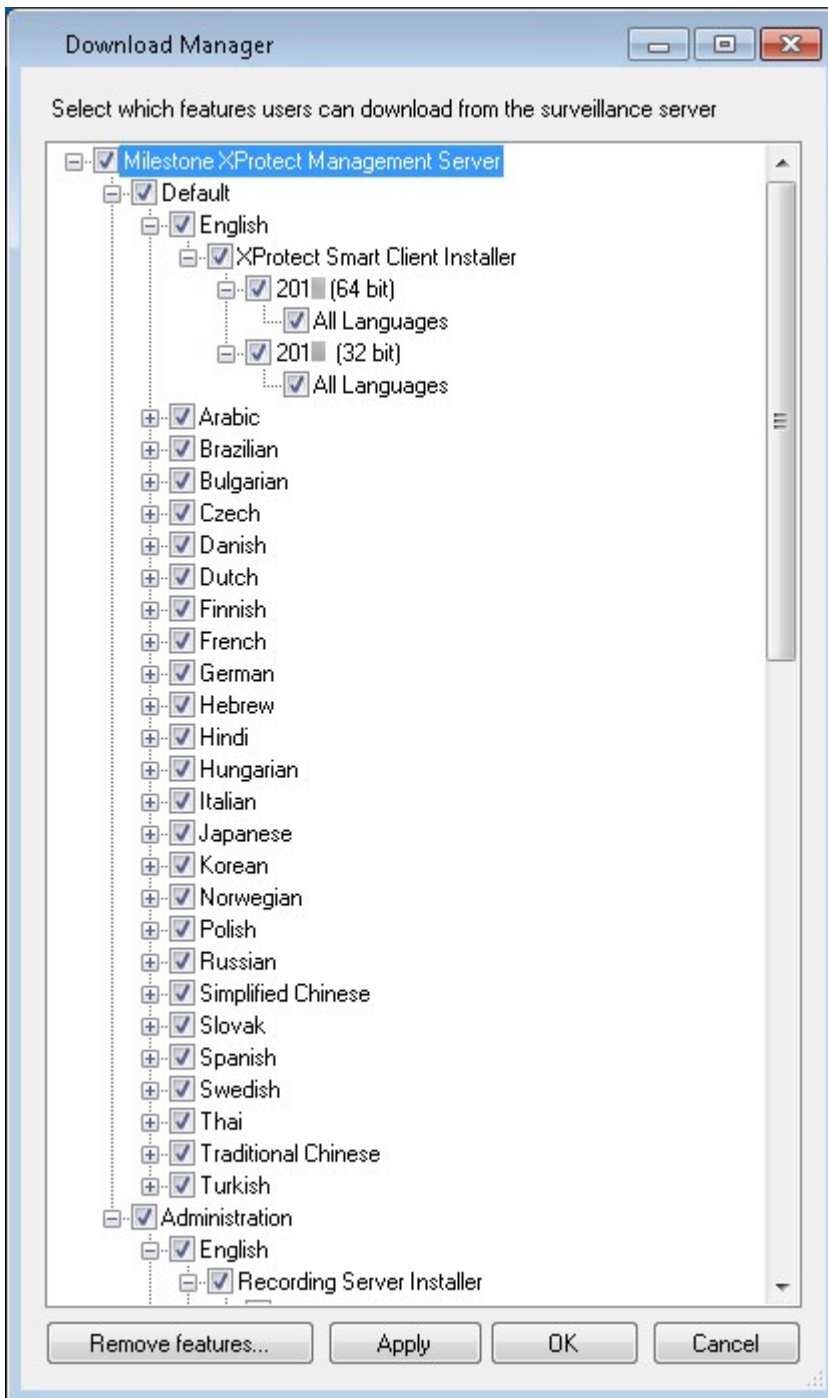 Download Manager
Select which features users can download from the surveillance server
Milestone XProtect Management Server
Default
English
XProtect Smart Client Installer
201 (64 bit)
All Languages
201 (32 bit)
All Languages
Arabic
Brazilian
Bulgarian
Czech
Danish
Dutch
Finnish
French
German
Hebrew
Hindi
Hungarian
Italian
Japanese
Korean
Norwegian
Polish
Russian
Simplified Chinese
Slovak
Spanish
Swedish
Thai
Traditional Chinese
Turkish
Administration
English
Recording Server Installer
Remove features... Apply OK Cancel